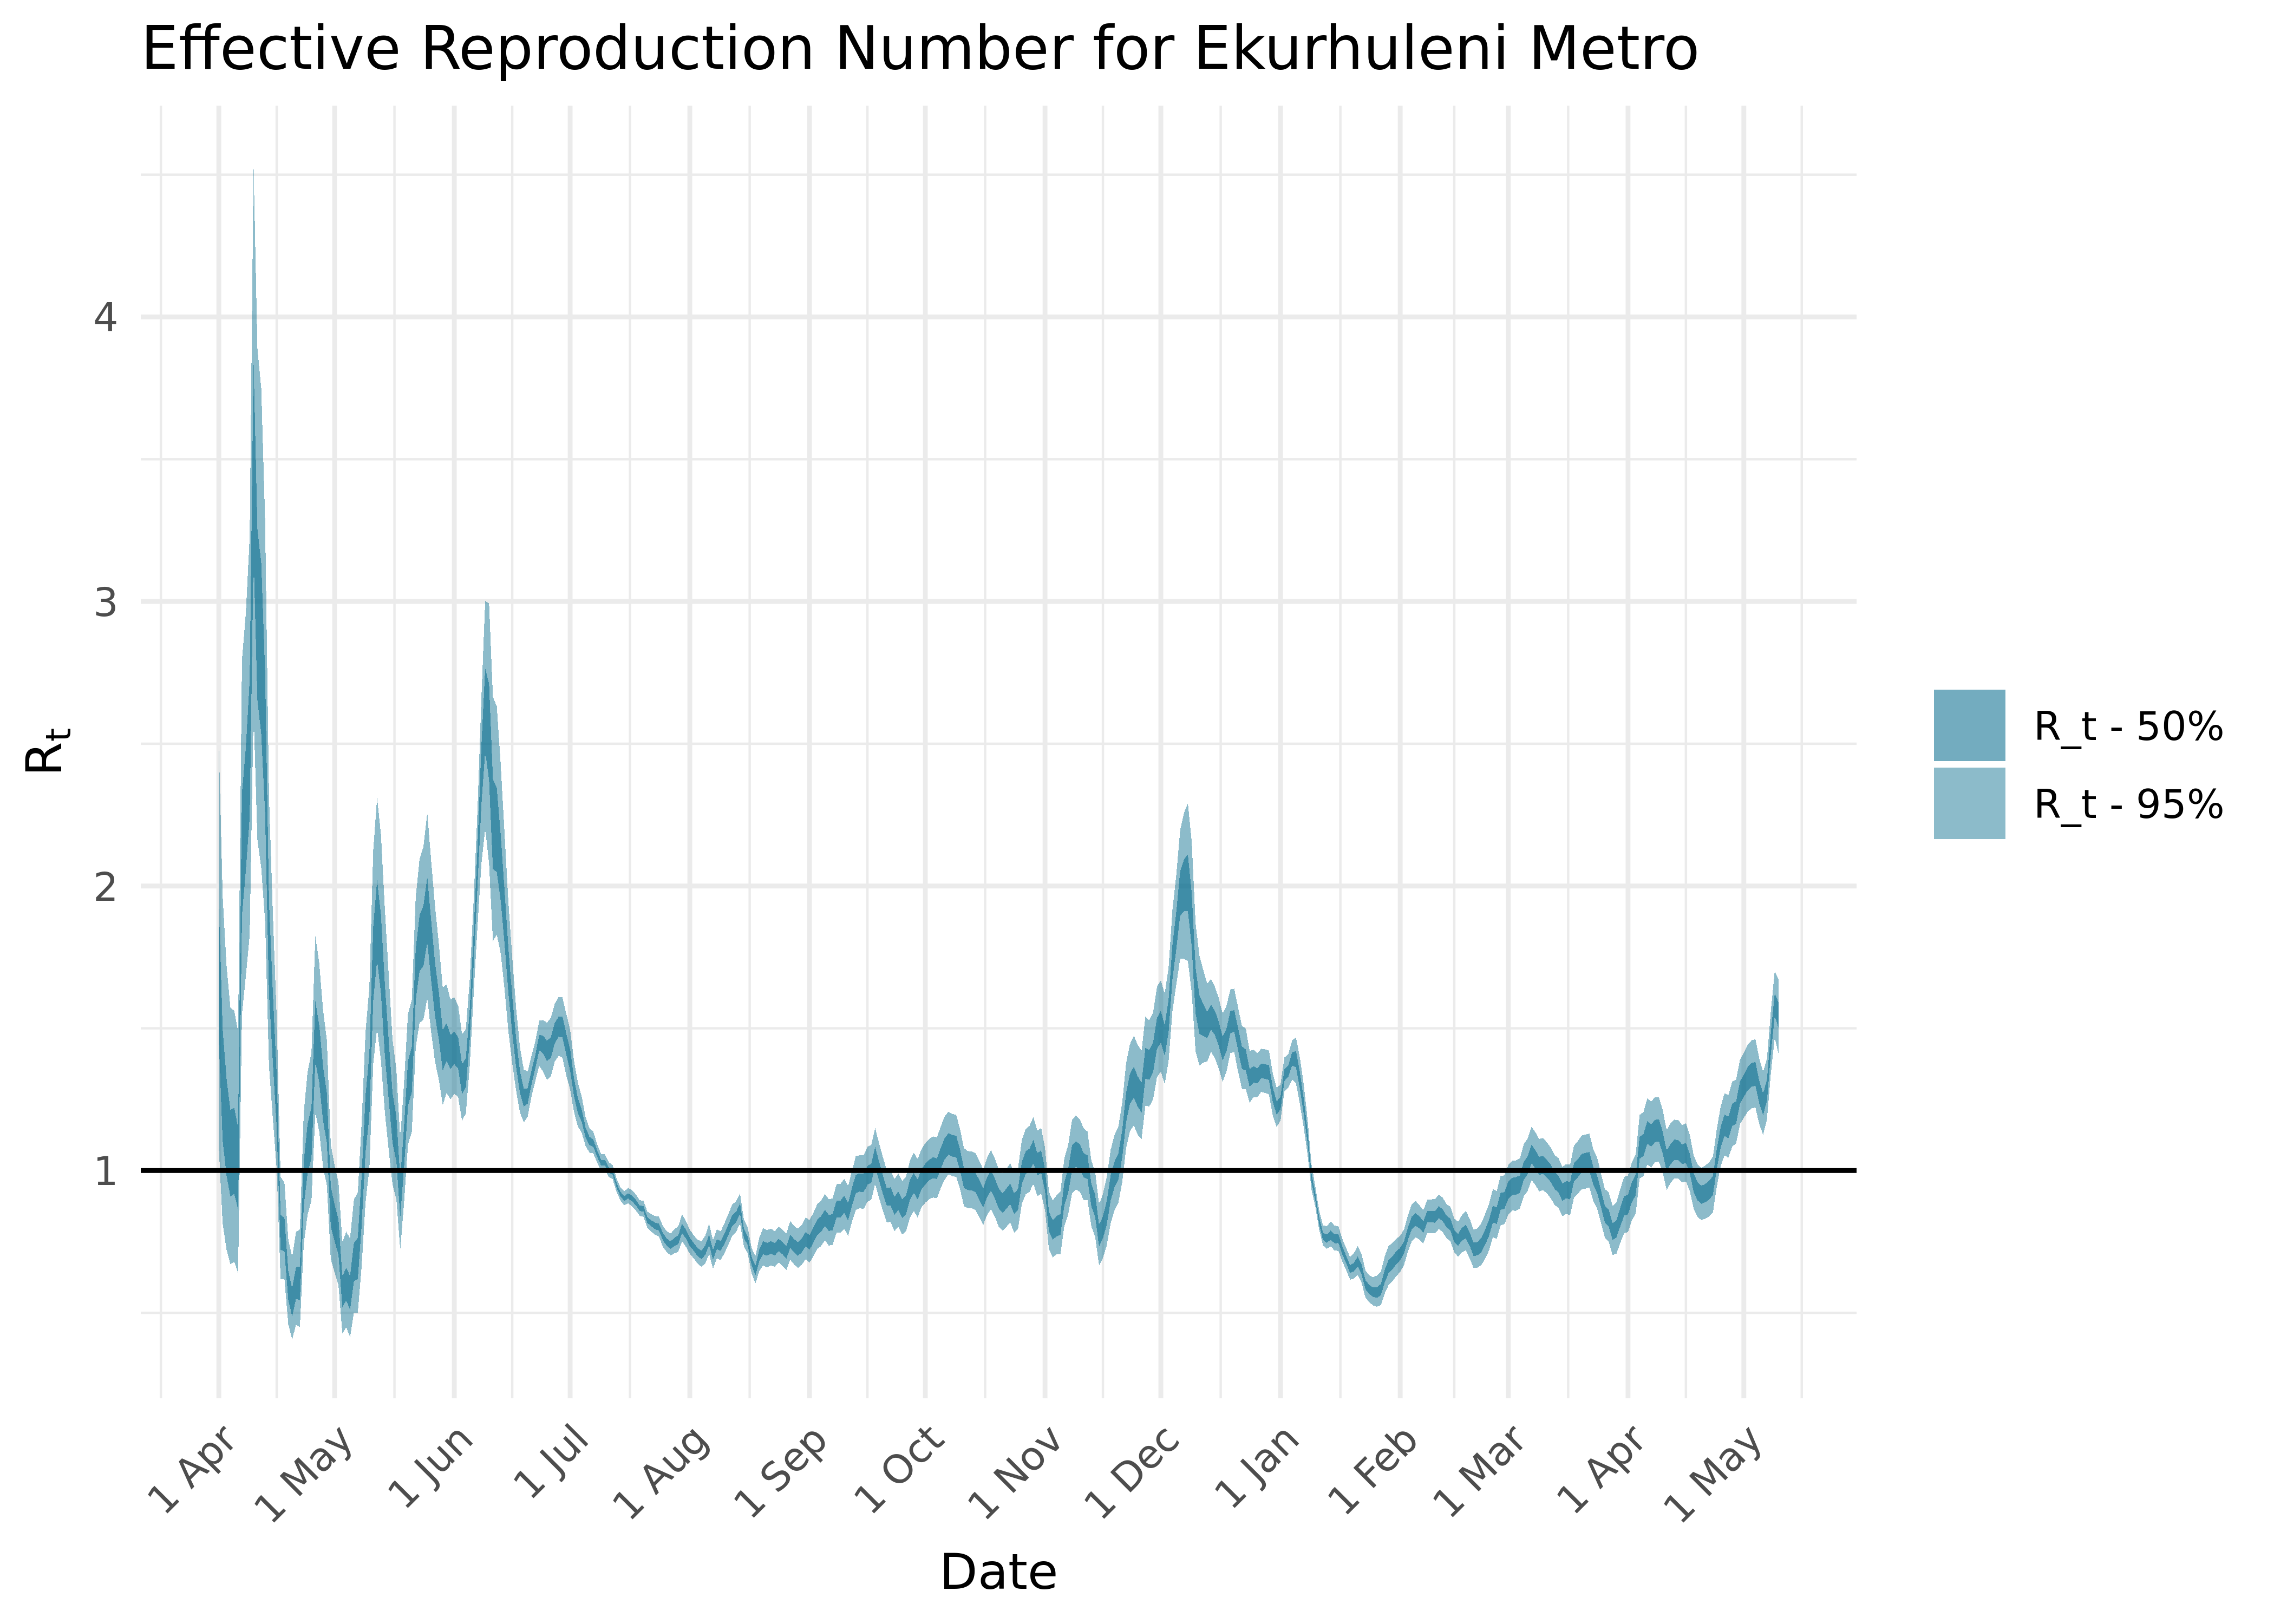 Effective Reproduction Number for Ekurhuleni Metro
Rt
4
3
2
1
1 Apr
1 May
1 Jun
1 Jul
1 Aug
1 Sep
1 Oct
1 Nov
1 Dec
1 Jan
1 Feb
1 Mar
1 Apr
1 May
Date
R_t - 50%
R_t - 95%